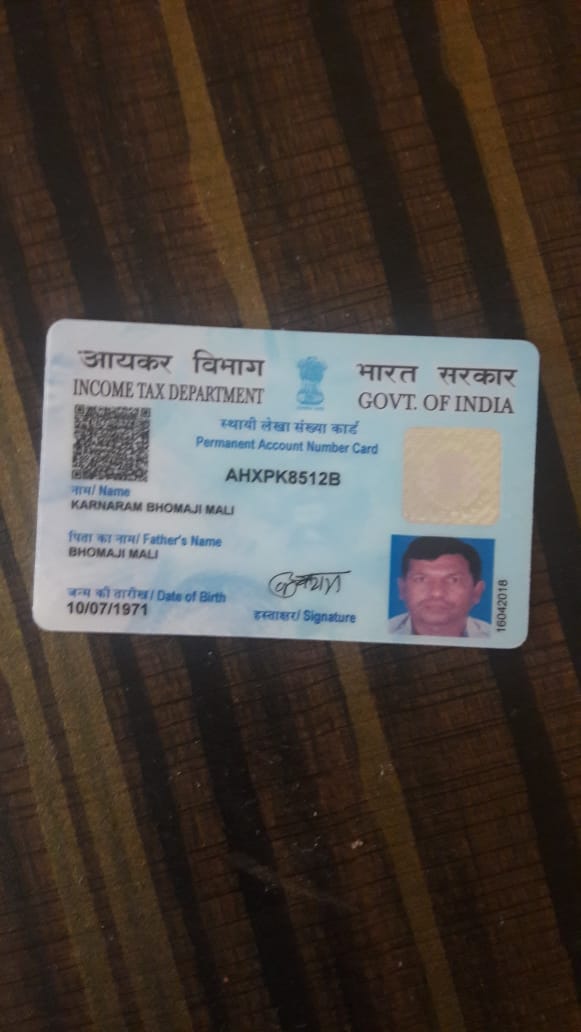 आयकर विभाग
INCOME TAX DEPARTMENT
भारत सरकार
GOVT. OF INDIA
स्थायी लेखा संख्या कार्ड
Permanent Account Number Card
AHXPK8512B
नाम/ Name
KARNARAM BHOMAJI MALI
पिता का नाम/ Father's Name
BHOMAJI MALI
जन्म की तारीख/ Date of Birth
10/07/1971
हस्ताक्षर/ Signature
16042018